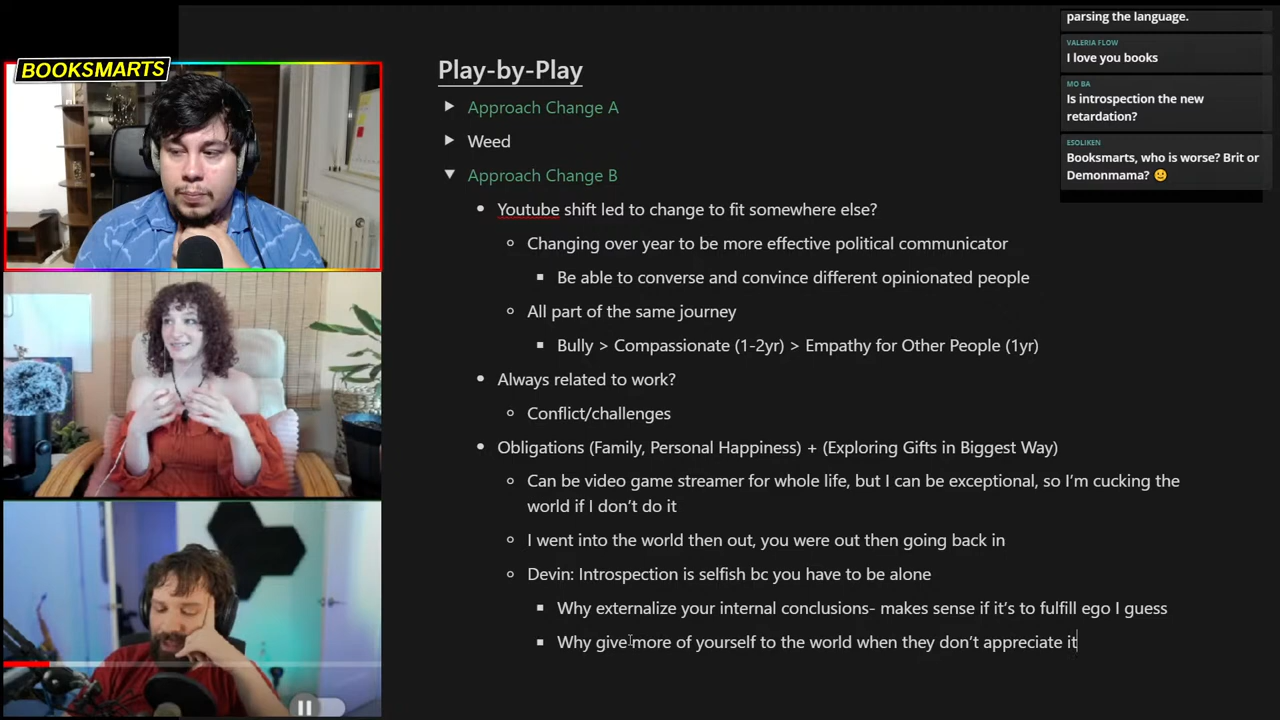 BOOKSMARTS
Play-by-Play
Approach Change A
Weed
Approach Change B
Youtube shift led to change to fit somewhere else?
Changing over year to be more effective political communicator
Be able to converse and convince different opinionated people
All part of the same journey
Bully > Compassionate (1-2yr) > Empathy for Other People (1yr)
Always related to work?
Conflict/challenges
Obligations (Family, Personal Happiness) + (Exploring Gifts in Biggest Way)
Can be video game streamer for whole life, but I can be exceptional, so I'm cucking the
world if I don't do it
I went into the world then out, you were out then going back in
Devin: Introspection is selfish bc you have to be alone
Why externalize your internal conclusions- makes sense if it's to fulfill ego I guess
Why give more of yourself to the world when they don't appreciate it
parsing the language.
VALERIA FLOW
I love you books
MO BA
Is introspection the new
retardation?
ESOLIKEN
Booksmarts, who is worse? Brit or
Demonmama? 🙂